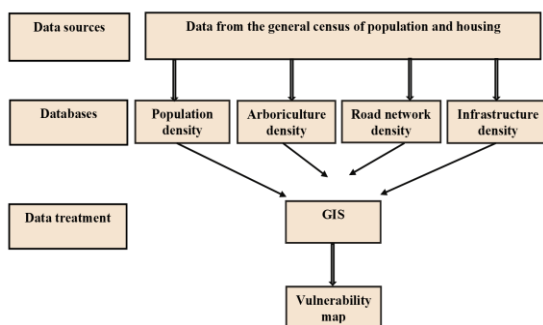 Data sources
Data from the general census of population and housing
Databases
Population
density
Arboriculture
density
Road network
density
Infrastructure
density
Data treatment
GIS
Vulnerability
map